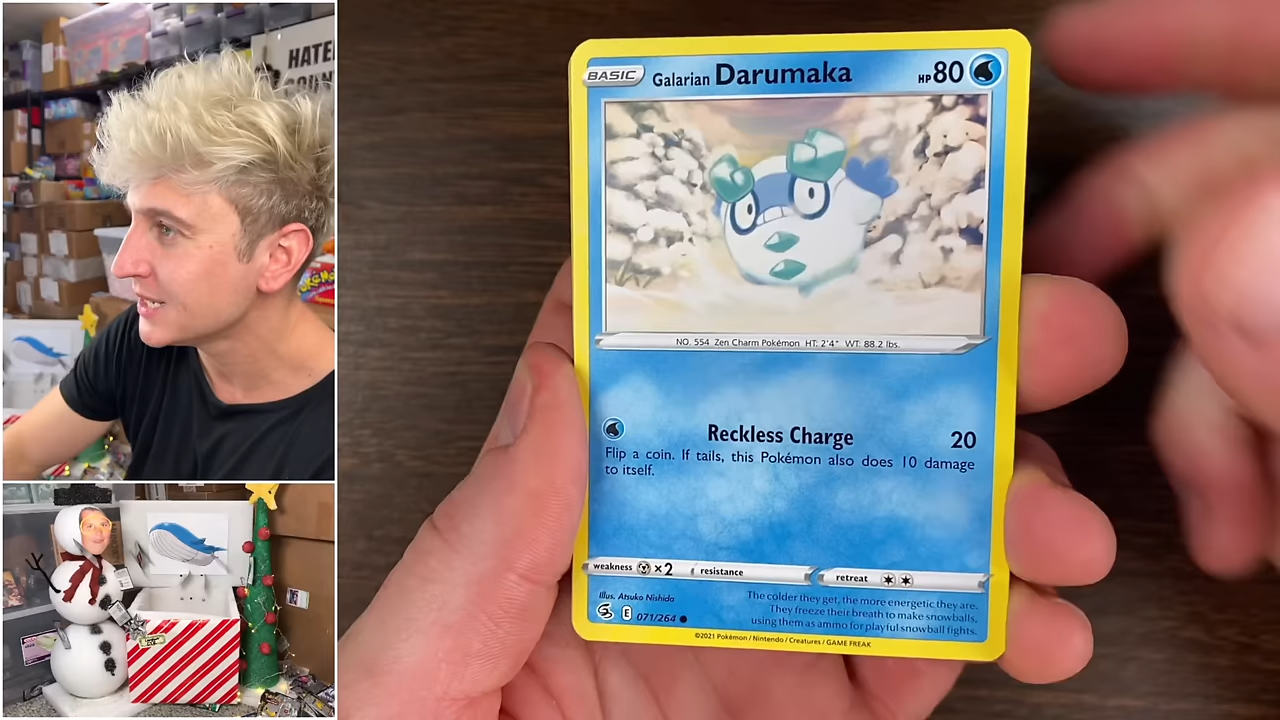 HATE
COUN
BASIC Galarian Darumaka HP 80
NO. 554 Zen Charm Pokémon HT: 2'4" WT: 88.2 lbs.
Reckless Charge 20
Flip a coin. If tails, this Pokémon also does 10 damage
to itself.
weakness ×2 resistance retreat
Illus. Atsuko Nishida
E 071/264
The colder they get, the more energetic they are.
They freeze their breath to make snowballs,
using them as ammo for playful snowball fights.
©2021 Pokémon / Nintendo / Creatures / GAME FREAK